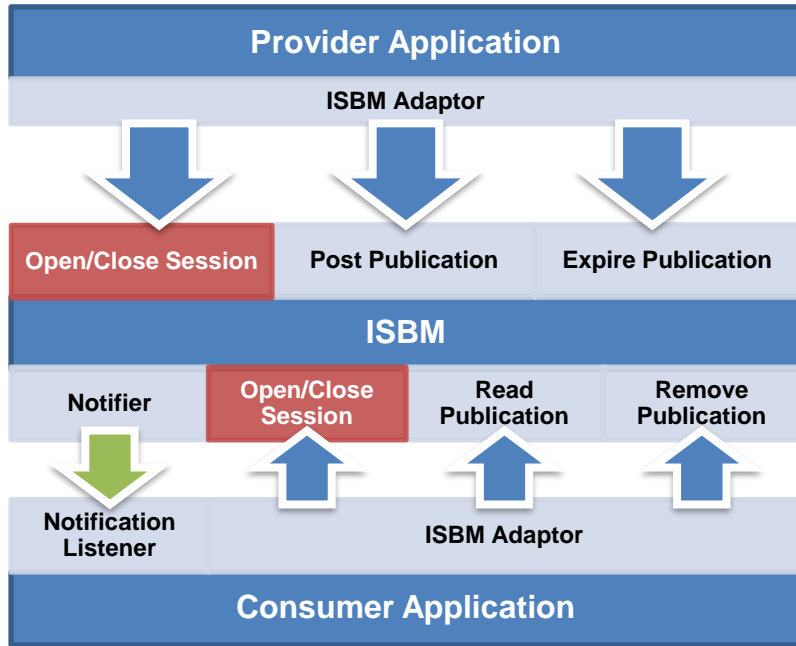 Provider Application
ISBM Adaptor
Open/Close Session
Post Publication
Expire Publication
ISBM
Notifier
Open/Close
Session
Read
Publication
Remove
Publication
Notification
Listener
ISBM Adaptor
Consumer Application